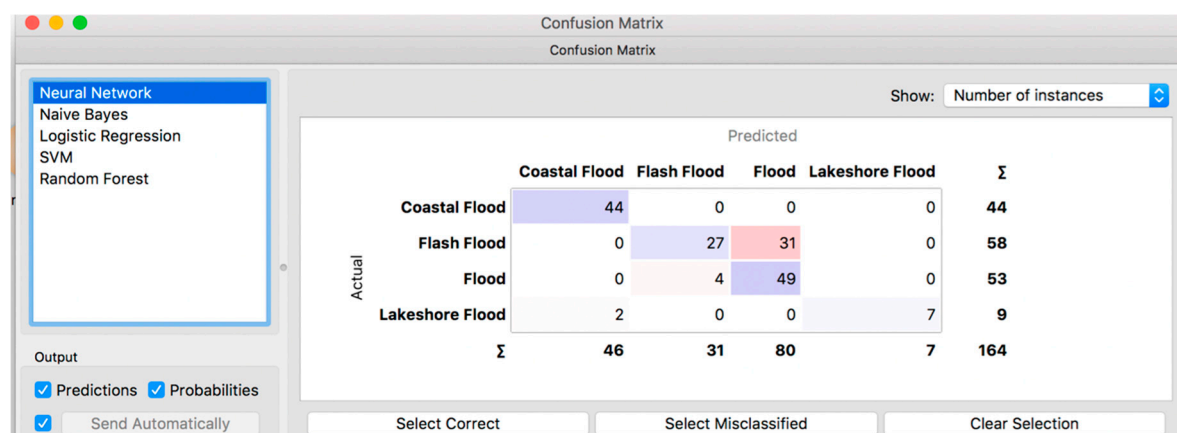 Confusion Matrix
Confusion Matrix
Neural Network
Naive Bayes
Logistic Regression
SVM
Random Forest
Show: Number of instances
Predicted
Coastal Flood Flash Flood Flood Lakeshore Flood Σ
Coastal Flood 44 0 0 0 44
Flash Flood 0 27 31 0 58
Actual
Flood 0 4 49 0 53
Lakeshore Flood 2 0 0 7 9
Σ 46 31 80 7 164
Output
Predictions Probabilities
Send Automatically
Select Correct Select Misclassified Clear Selection